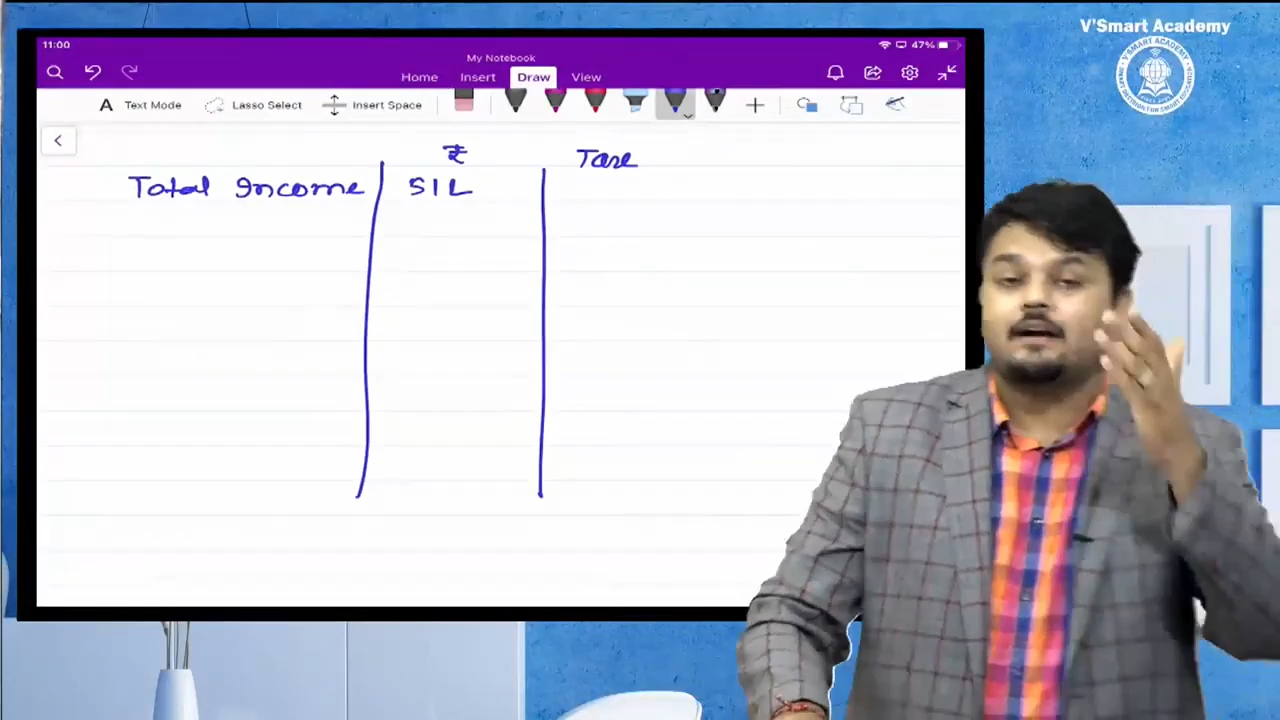 V'Smart Academy
11:00
47%
My Notebook
Home Insert Draw View
A Text Mode Lasso Select Insert Space
₹ Tax
Total Income 51L